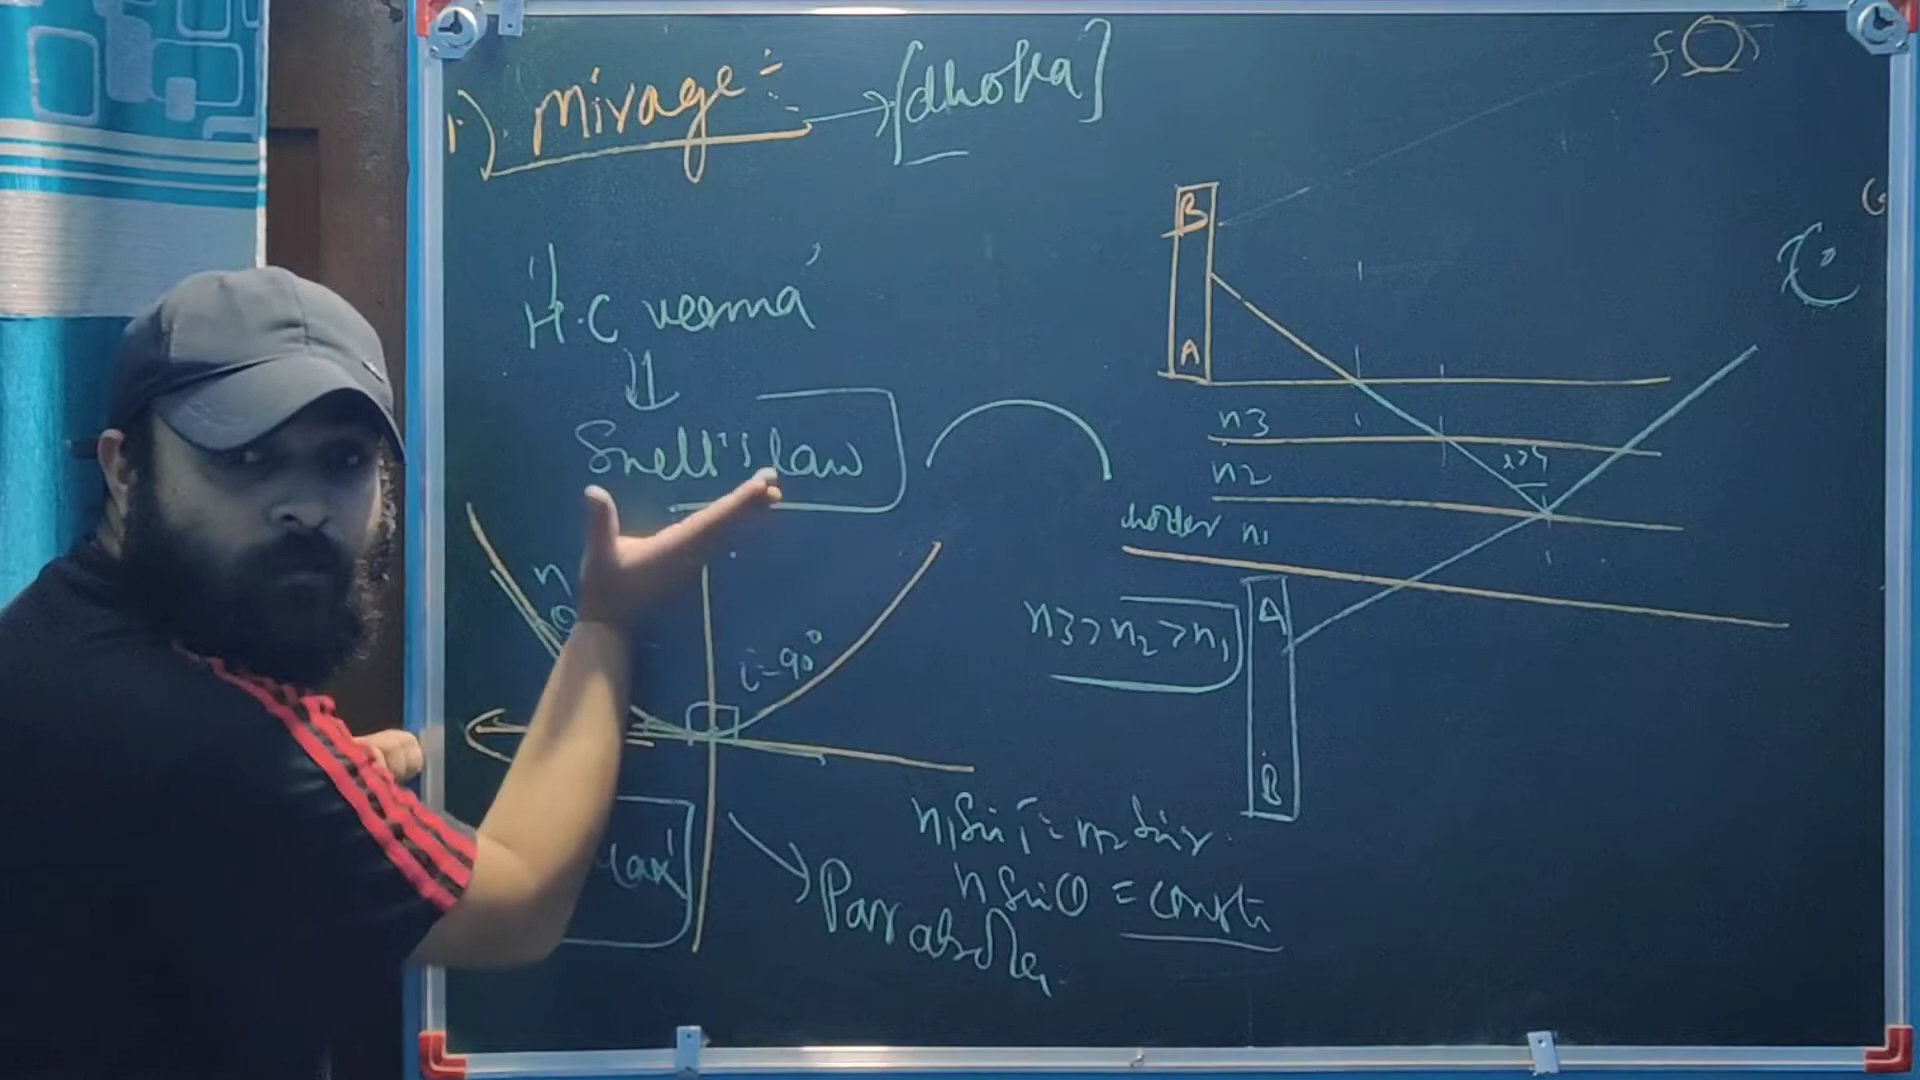 1) Mirage :- → [dhoka]
"H.C verma"
Snell's law
B
A
n3
n2
i>c
hotter n1
n3>n2>n1
A
B
n
i=90°
n1 sin i = n2 sin r
n sin θ = const
Parabola